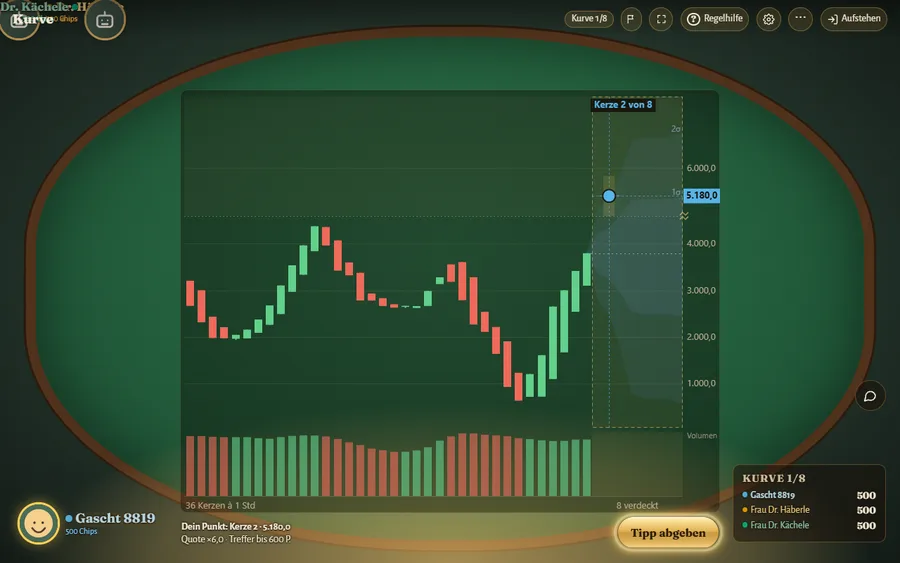 Dr. Kächele: H
Kurve
Chips
Kurve 1/8
Regelhilfe
Aufstehen
Kerze 2 von 8
2σ
6.000,0
1σ
5.180,0
4.000,0
3.000,0
2.000,0
1.000,0
Volumen
36 Kerzen à 1 Std
8 verdeckt
Gascht 8819
500 Chips
Dein Punkt: Kerze 2 · 5.180,0
Quote ×6,0 · Treffer bis 600 P.
Tipp abgeben
KURVE 1/8
Gascht 8819 500
Frau Dr. Häberle 500
Frau Dr. Kächele 500